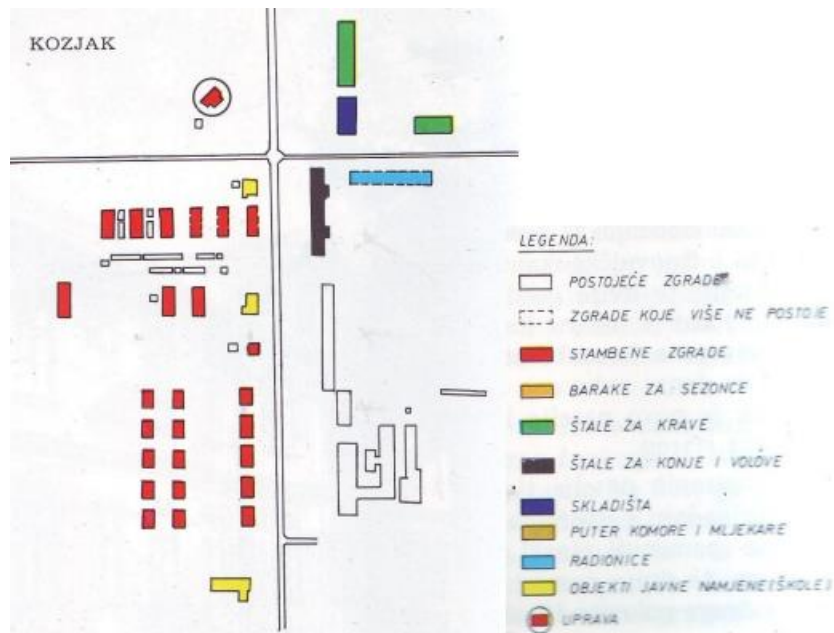 KOZJAK
LEGENDA:
POSTOJEĆE ZGRADE
ZGRADE KOJE VIŠE NE POSTOJE
STAMBENE ZGRADE
BARAKE ZA SEZONCE
ŠTALE ZA KRAVE
ŠTALE ZA KONJE I VOLOVE
SKLADIŠTA
PUTER KOMORE I MLJEKARE
RADIONICE
OBJEKTI JAVNE NAMJENE (ŠKOLE)
UPRAVA